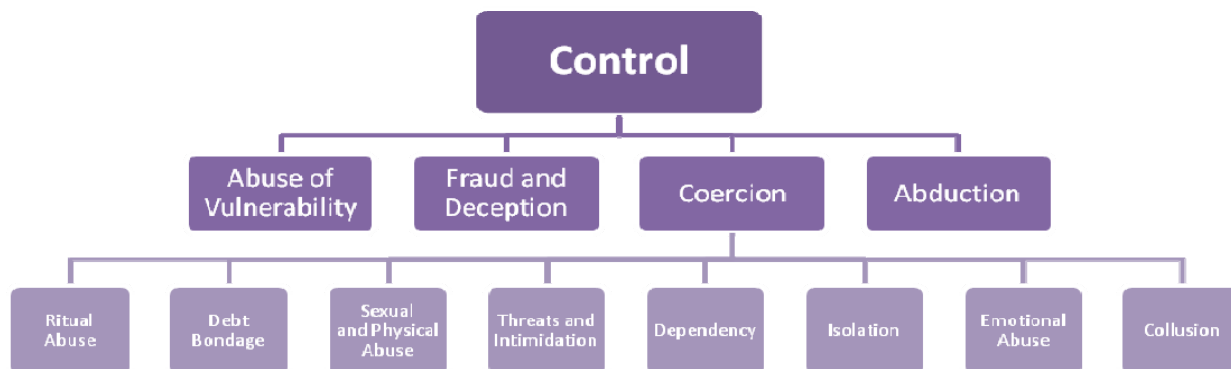 Control
Abuse of
Vulnerability
Fraud and
Deception
Coercion
Abduction
Ritual
Abuse
Debt
Bondage
Sexual
and Physical
Abuse
Threats and
Intimidation
Dependency
Isolation
Emotional
Abuse
Collusion